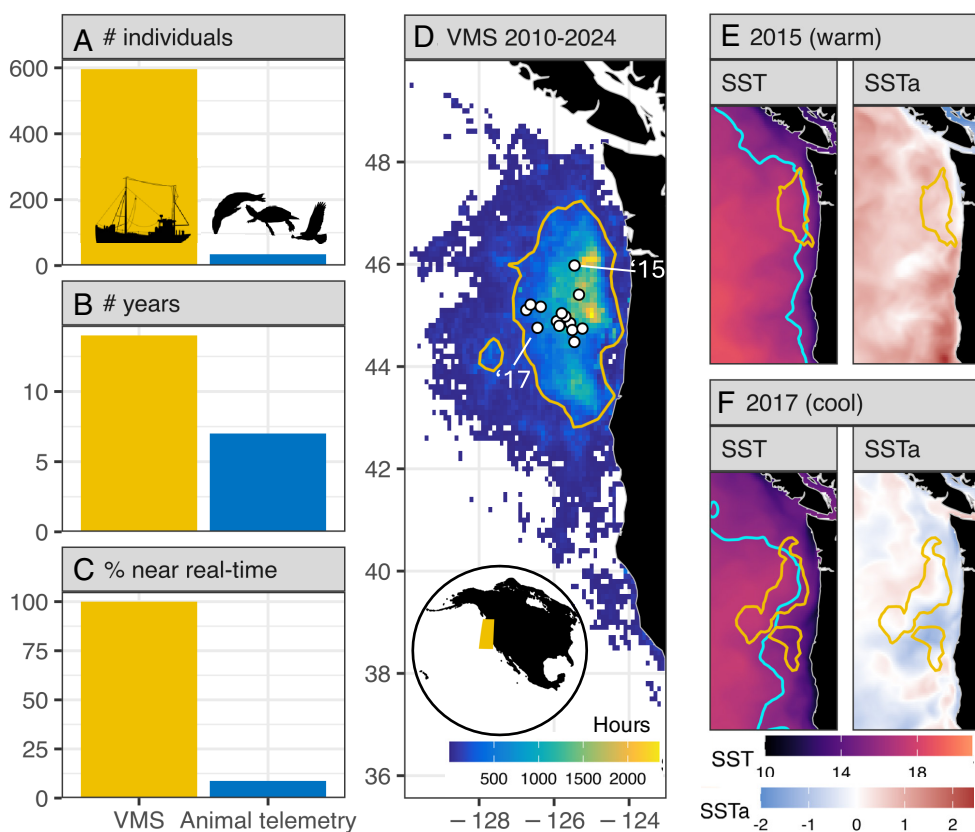 A # individuals
600
400
200
0
B # years
10
5
0
C % near real-time
100
75
50
25
0
VMS Animal telemetry
D. VMS 2010-2024
48
46
44
42
40
38
36
'15
'17
Hours
500 1000 1500 2000
−128 −126 −124
E 2015 (warm)
SST SSTa
F 2017 (cool)
SST SSTa
SST
10 14 18
SSTa
-2 -1 0 1 2